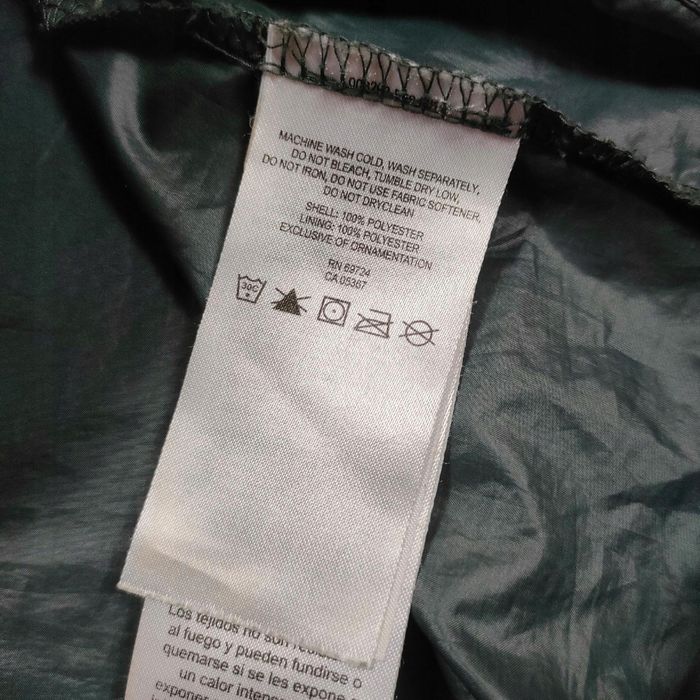 MACHINE WASH COLD, WASH SEPARATELY,
DO NOT BLEACH, TUMBLE DRY LOW,
DO NOT IRON, DO NOT USE FABRIC SOFTENER,
DO NOT DRYCLEAN
SHELL: 100% POLYESTER
LINING: 100% POLYESTER
EXCLUSIVE OF ORNAMENTATION
RN 69724
CA 05367
30C
Los tejidos no son
al fuego y pueden fundirse o
quemarse si se les expone
un calor
exponer